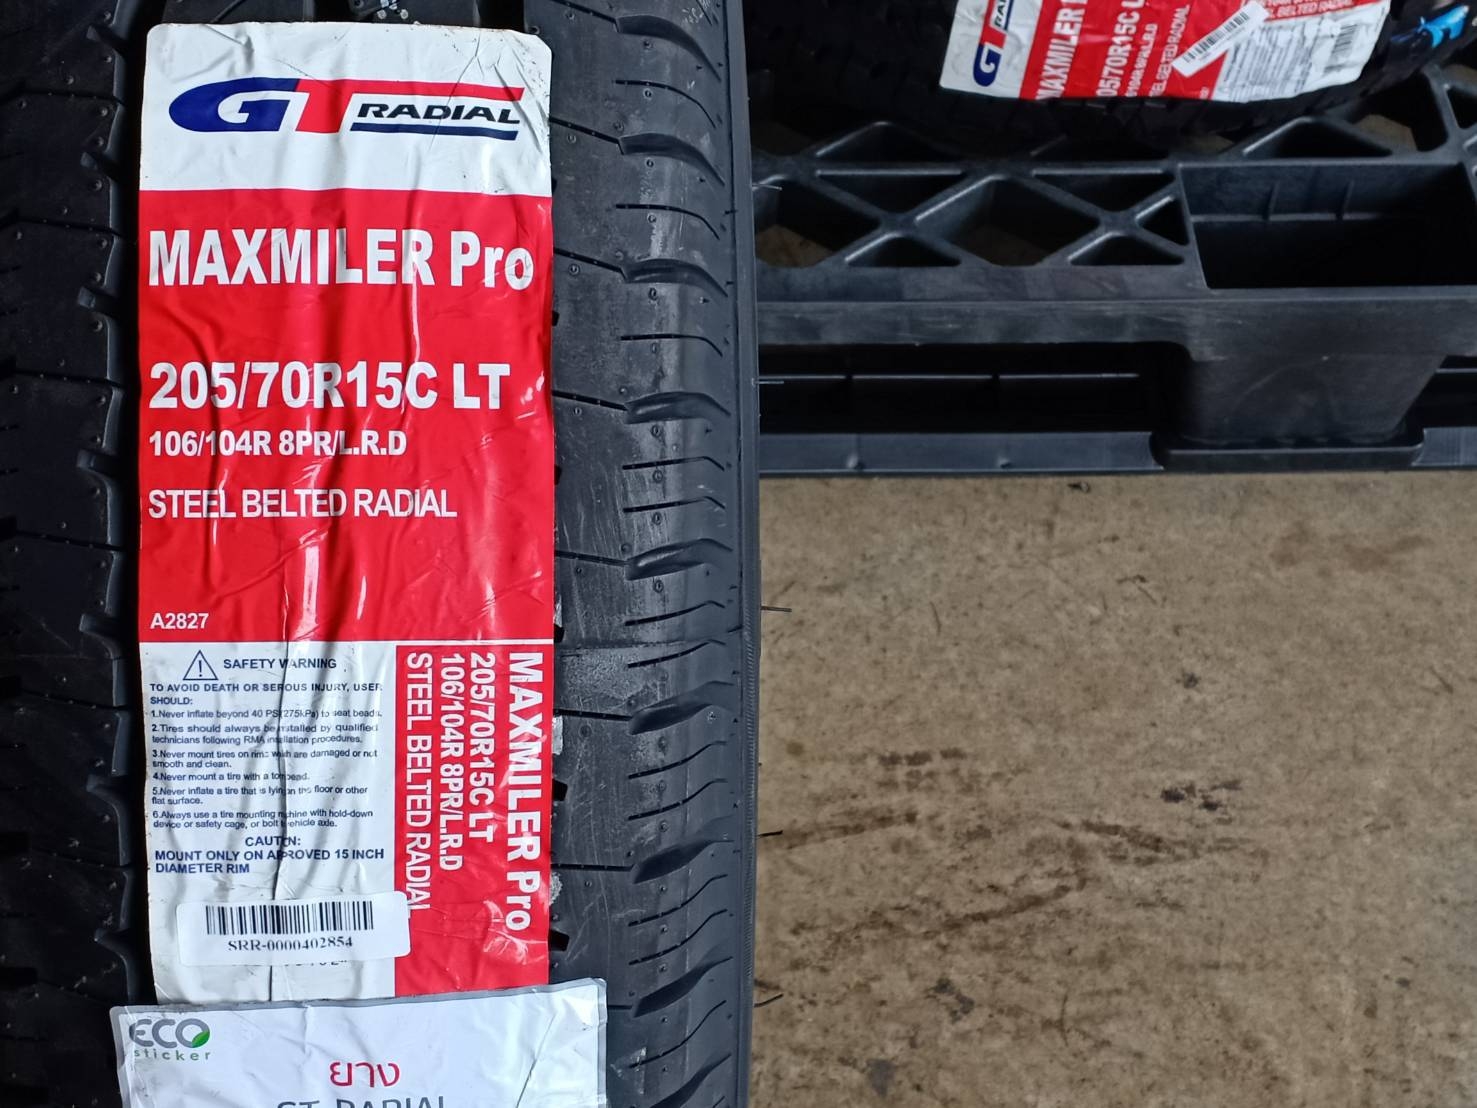 GT RADIAL
MAXMILER Pro
205/70R15C LT
106/104R 8PR/L.R.D
STEEL BELTED RADIAL
A2827
SAFETY WARNING
TO AVOID DEATH OR SERIOUS INJURY, USER
SHOULD:
1.Never inflate beyond 40 PSI(275kPa) to seat beads.
2.Tires should always be installed by qualified
technicians following RMA installation procedures.
3.Never mount tires on rims which are damaged or not
smooth and clean.
4.Never mount a tire with a torn bead.
5.Never inflate a tire that is lying on the floor or other
flat surface.
6.Always use a tire mounting machine with hold-down
device or safety cage, or bolt vehicle axle.
CAUTION:
MOUNT ONLY ON APPROVED 15 INCH
DIAMETER RIM
MAXMILER Pro
205/70R15C LT
106/104R 8PR/L.R.D
STEEL BELTED RADIAL
SRR-0000402854
ECO
sticker
ยาง
GT RADIAL
GT
MAXMILER
205/70R15C